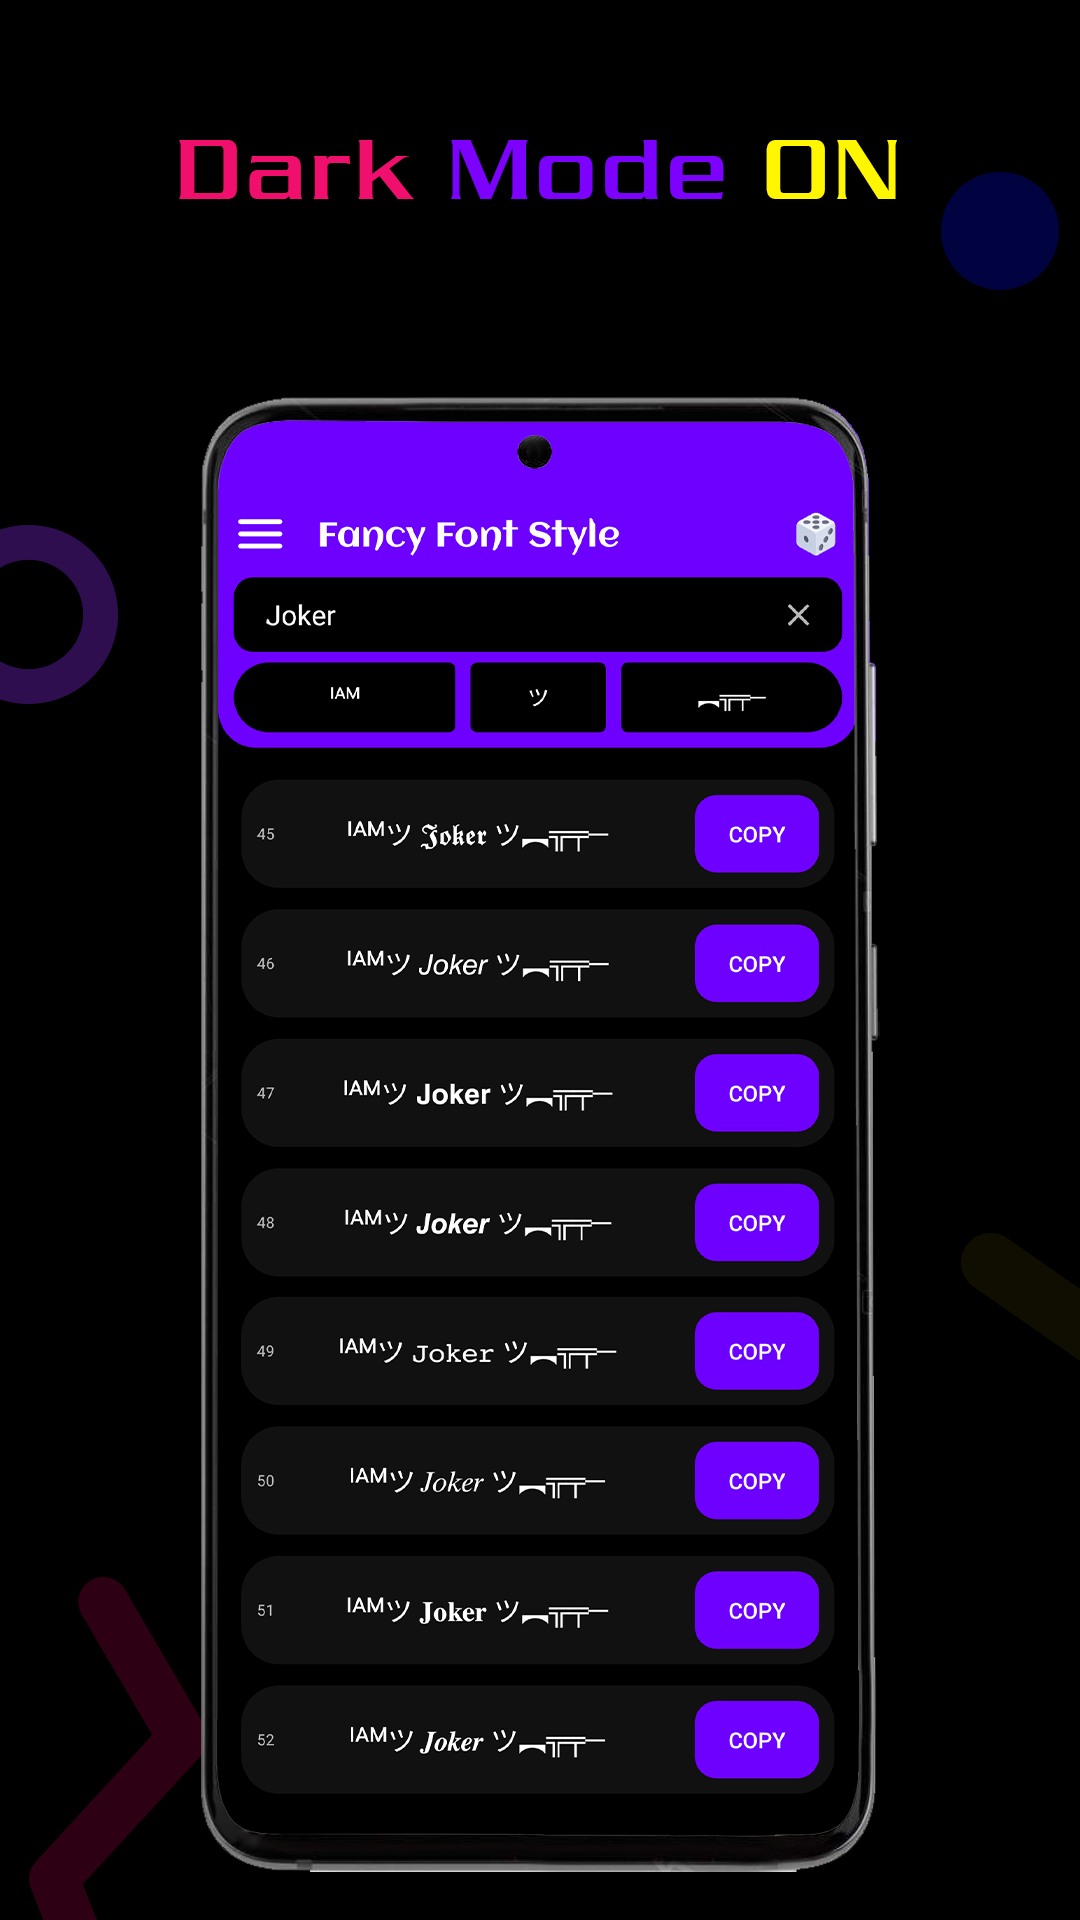 Dark Mode ON
Fancy Font Style
Joker
ᴵᴬᴹ
ツ
︻╦╤─
45 ᴵᴬᴹツ 𝕵𝖔𝖐𝖊𝖗 ツ︻╦╤─ COPY
46 ᴵᴬᴹツ 𝘑𝘰𝘬𝘦𝘳 ツ︻╦╤─ COPY
47 ᴵᴬᴹツ 𝗝𝗼𝗸𝗲𝗿 ツ︻╦╤─ COPY
48 ᴵᴬᴹツ 𝙅𝙤𝙠𝙚𝙧 ツ︻╦╤─ COPY
49 ᴵᴬᴹツ 𝙹𝚘𝚔𝚎𝚛 ツ︻╦╤─ COPY
50 ᴵᴬᴹツ 𝐽𝑜𝑘𝑒𝑟 ツ︻╦╤─ COPY
51 ᴵᴬᴹツ 𝐉𝐨𝐤𝐞𝐫 ツ︻╦╤─ COPY
52 ᴵᴬᴹツ 𝑱𝒐𝒌𝒆𝒓 ツ︻╦╤─ COPY